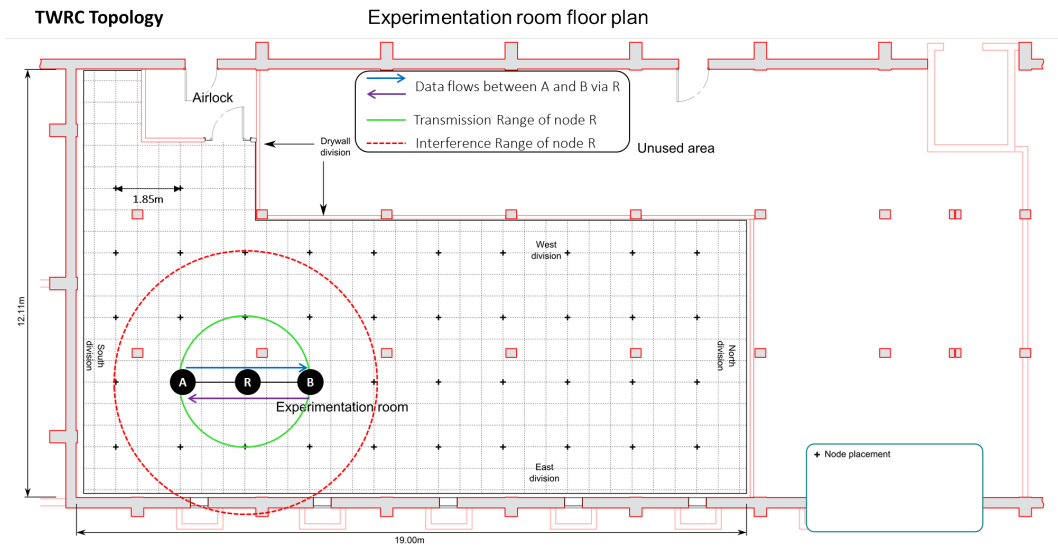 TWRC Topology
Experimentation room floor plan
Airlock
Data flows between A and B via R
Transmission Range of node R
Interference Range of node R
Drywall
division
Unused area
1.85m
West
division
12.11m
South
division
North
division
A
R
B
Experimentation room
East
division
Node placement
19.00m